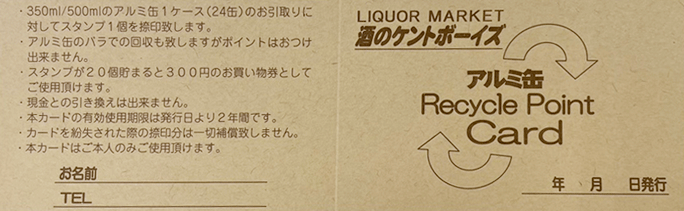 ・350ml/500mlのアルミ缶1ケース(24缶)のお引取りに
対してスタンプ1個を捺印致します。
・アルミ缶のバラでの回収も致しますがポイントはおつけ
出来ません。
・スタンプが20個貯まると300円のお買い物券として
ご使用頂けます。
・現金との引き換えは出来ません。
・本カードの有効使用期限は発行日より2年間です。
・カードを紛失された際の捺印分は一切補償致しません。
・本カードはご本人のみご使用頂けます。
お名前
TEL
LIQUOR MARKET
酒のケントボーイズ
アルミ缶
Recycle Point
Card
年 月 日発行